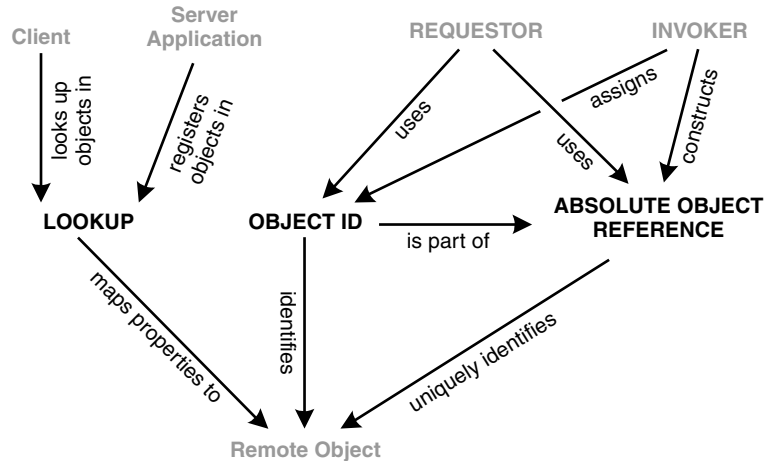 Client
Server
Application
REQUESTOR
INVOKER
looks up
objects in
registers
objects in
uses
assigns
uses
constructs
LOOKUP
OBJECT ID
is part of
ABSOLUTE OBJECT
REFERENCE
maps properties to
identifies
uniquely identifies
Remote Object